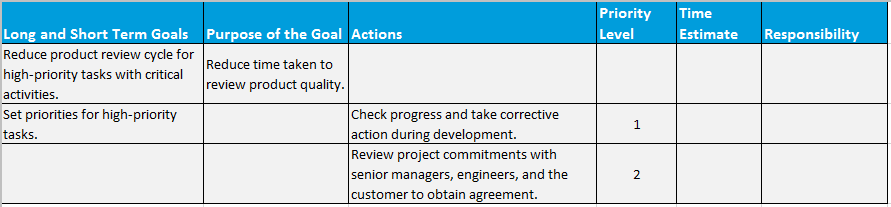 Long and Short Term Goals Purpose of the Goal Actions Priority Level Time Estimate Responsibility
Reduce product review cycle for
high-priority tasks with critical
activities.
Reduce time taken to
review product quality.
Set priorities for high-priority
tasks.
Check progress and take corrective
action during development.
1
Review project commitments with
senior managers, engineers, and the
customer to obtain agreement.
2